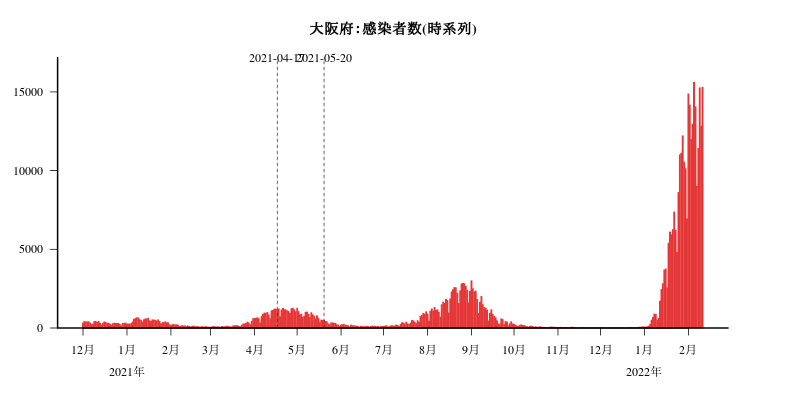 大阪府：感染者数(時系列)
2021-04-17 2021-05-20
15000
10000
5000
0
12月 1月 2月 3月 4月 5月 6月 7月 8月 9月 10月 11月 12月 1月 2月
2021年 2022年